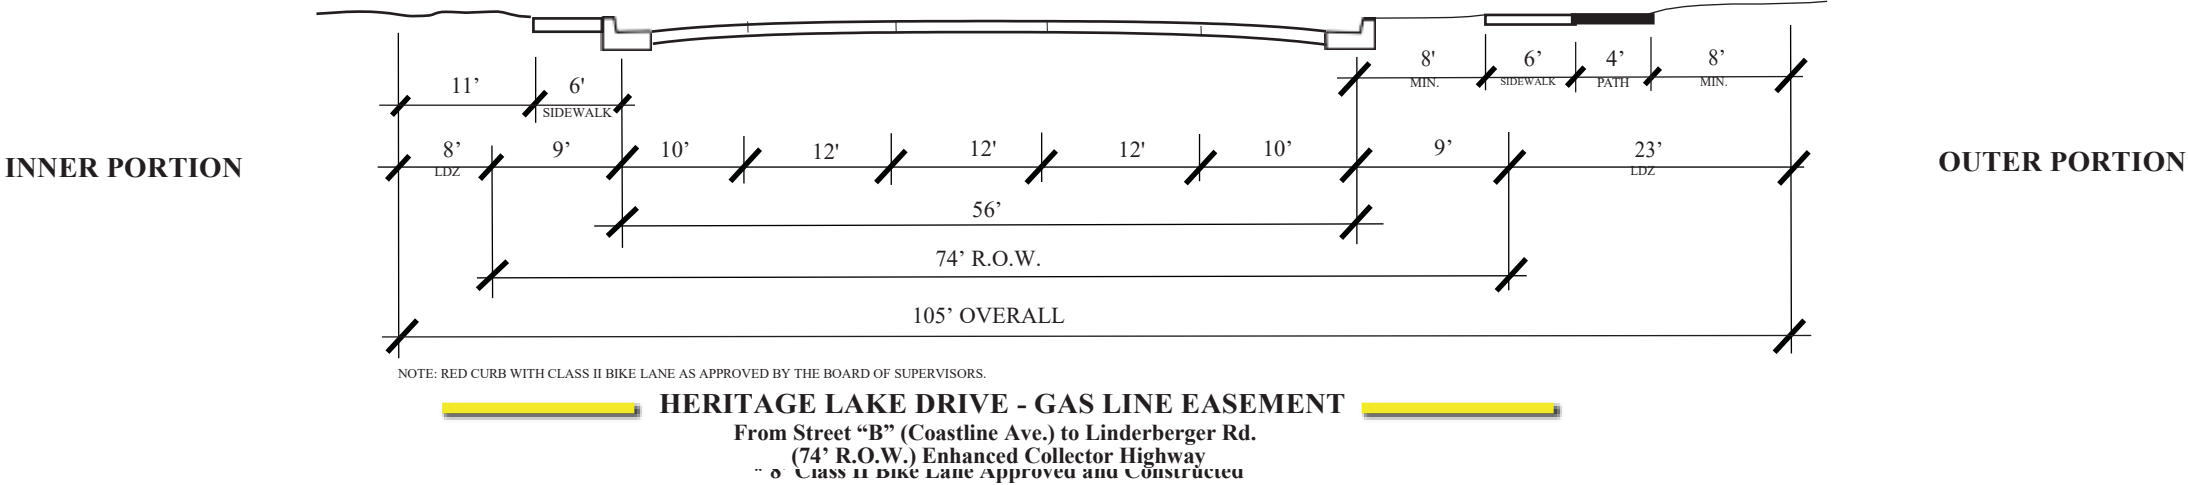 8' 6’ 4’ 8’
MIN. SIDEWALK PATH MIN.
11’ 6'
SIDEWALK
INNER PORTION 8’ 9’ 10’ 12' 12' 12' 10’ 9’ 23’ OUTER PORTION
LDZ LDZ
56’
74’ R.O.W.
105’ OVERALL
NOTE: RED CURB WITH CLASS II BIKE LANE AS APPROVED BY THE BOARD OF SUPERVISORS.
HERITAGE LAKE DRIVE - GAS LINE EASEMENT
From Street “B” (Coastline Ave.) to Linderberger Rd.
(74’ R.O.W.) Enhanced Collector Highway
8' Class II Bike Lane Approved and Constructed